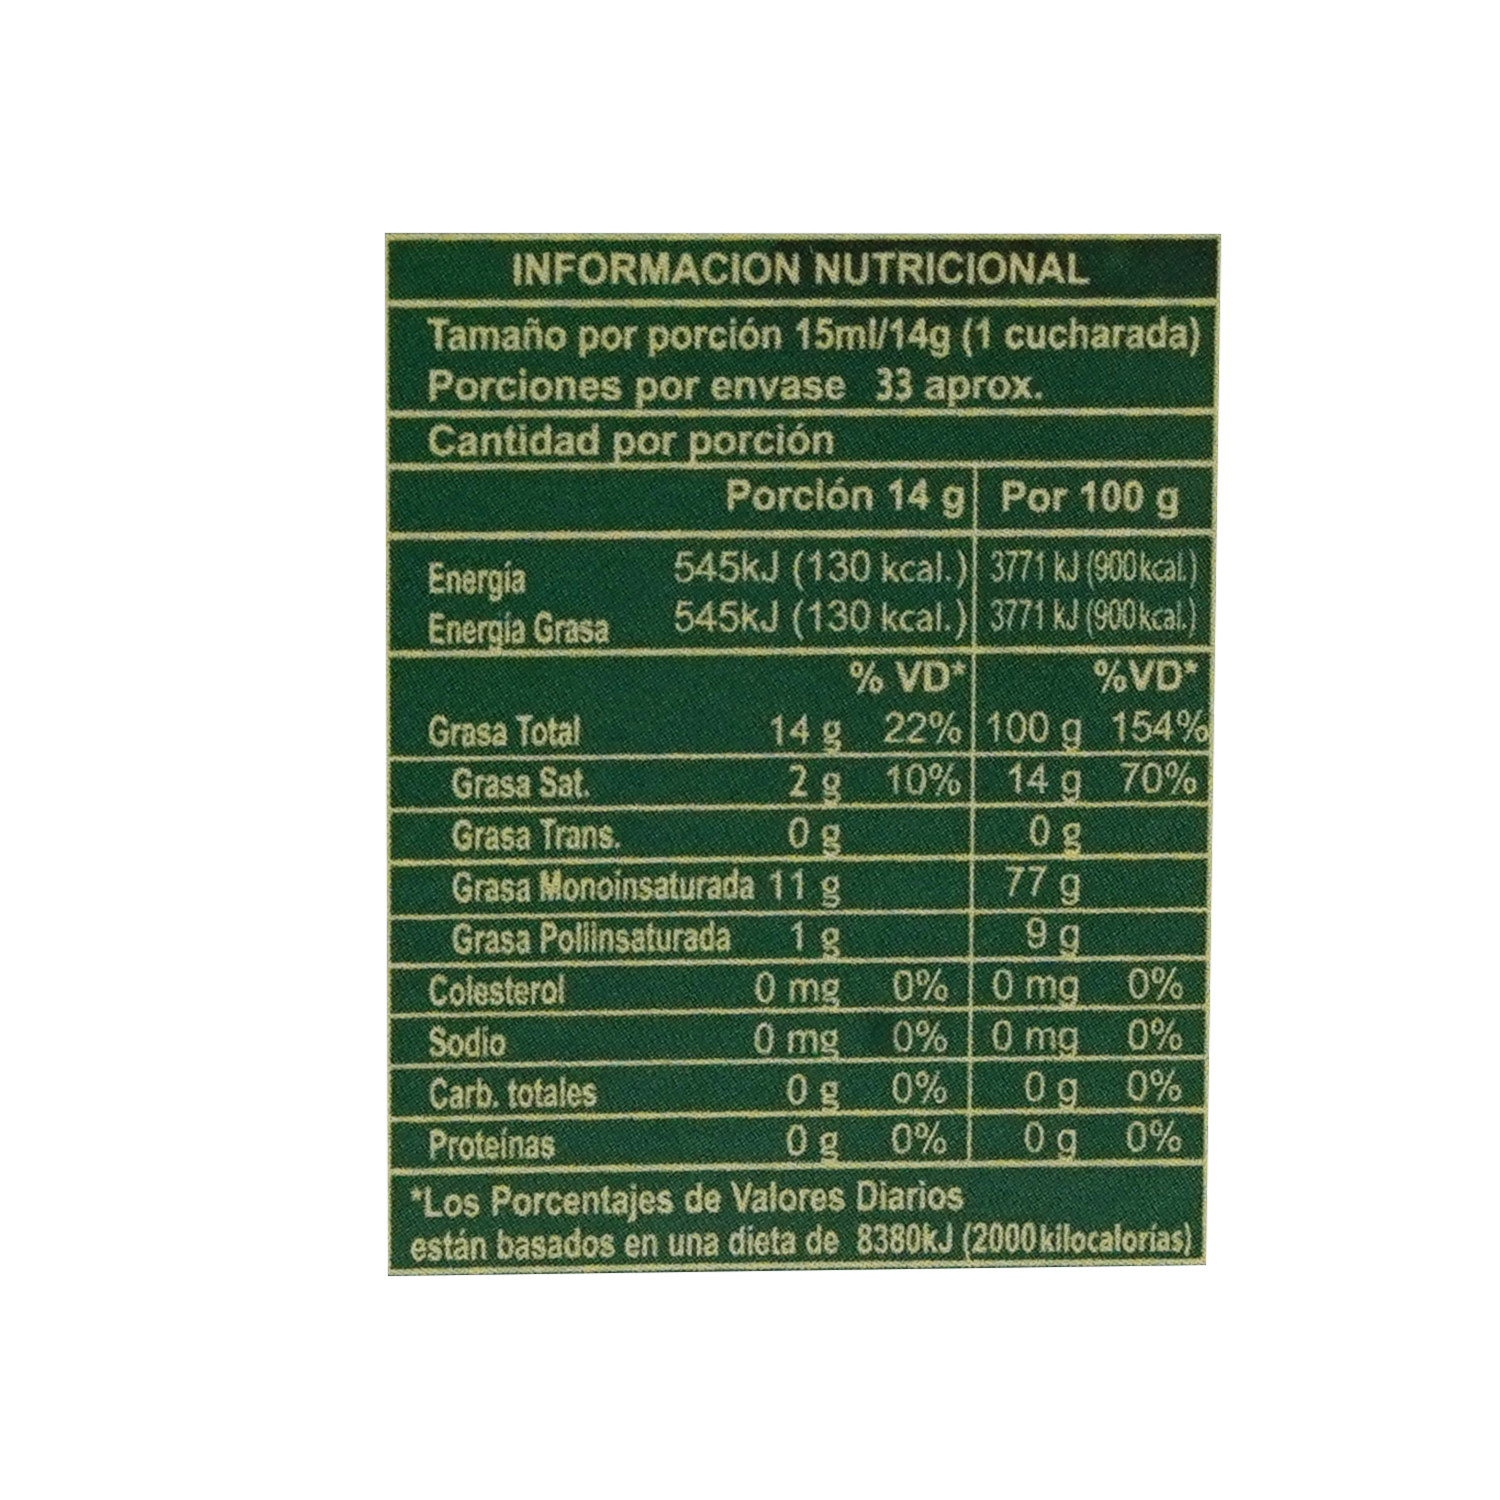 INFORMACION NUTRICIONAL
Tamaño por porción 15ml/14g (1 cucharada)
Porciones por envase 33 aprox.
Cantidad por porción
Porción 14 g Por 100 g
Energía 545kJ (130 kcal.) 3771 kJ (900kcal.)
Energía Grasa 545kJ (130 kcal.) 3771 kJ (900kcal.)
% VD* %VD*
Grasa Total 14 g 22% 100 g 154%
Grasa Sat. 2 g 10% 14 g 70%
Grasa Trans. 0 g 0 g
Grasa Monoinsaturada 11 g 77 g
Grasa Poliinsaturada 1 g 9 g
Colesterol 0 mg 0% 0 mg 0%
Sodio 0 mg 0% 0 mg 0%
Carb. totales 0 g 0% 0 g 0%
Proteínas 0 g 0% 0 g 0%
*Los Porcentajes de Valores Diarios
están basados en una dieta de 8380kJ (2000kilocalorías)